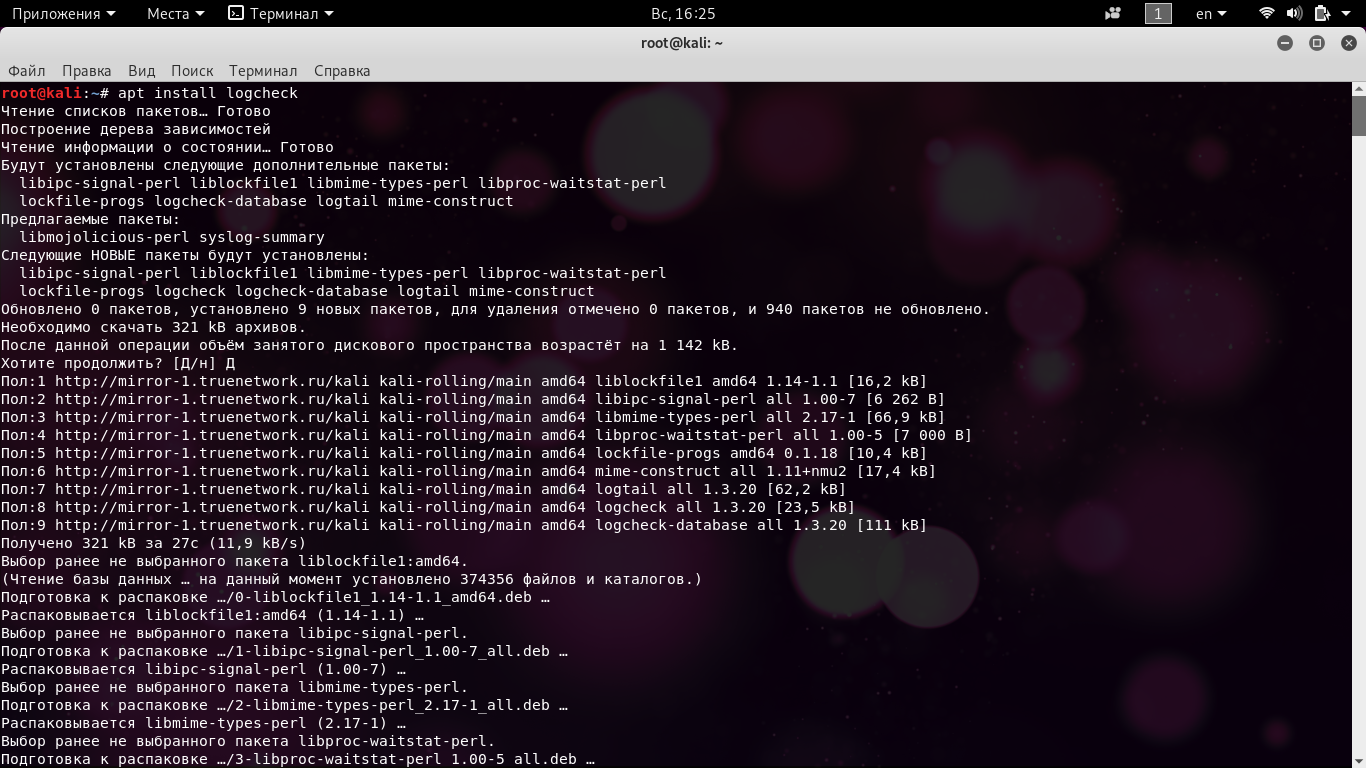 Приложения Места Терминал Вс, 16:25 1 en
root@kali: ~
Файл Правка Вид Поиск Терминал Справка
root@kali:~# apt install logcheck
Чтение списков пакетов… Готово
Построение дерева зависимостей
Чтение информации о состоянии… Готово
Будут установлены следующие дополнительные пакеты:
  libipc-signal-perl liblockfile1 libmime-types-perl libproc-waitstat-perl
  lockfile-progs logcheck-database logtail mime-construct
Предлагаемые пакеты:
  libmojolicious-perl syslog-summary
Следующие НОВЫЕ пакеты будут установлены:
  libipc-signal-perl liblockfile1 libmime-types-perl libproc-waitstat-perl
  lockfile-progs logcheck logcheck-database logtail mime-construct
Обновлено 0 пакетов, установлено 9 новых пакетов, для удаления отмечено 0 пакетов, и 940 пакетов не обновлено.
Необходимо скачать 321 kB архивов.
После данной операции объём занятого дискового пространства возрастёт на 1 142 kB.
Хотите продолжить? [Д/н] Д
Пол:1 http://mirror-1.truenetwork.ru/kali kali-rolling/main amd64 liblockfile1 amd64 1.14-1.1 [16,2 kB]
Пол:2 http://mirror-1.truenetwork.ru/kali kali-rolling/main amd64 libipc-signal-perl all 1.00-7 [6 262 B]
Пол:3 http://mirror-1.truenetwork.ru/kali kali-rolling/main amd64 libmime-types-perl all 2.17-1 [66,9 kB]
Пол:4 http://mirror-1.truenetwork.ru/kali kali-rolling/main amd64 libproc-waitstat-perl all 1.00-5 [7 000 B]
Пол:5 http://mirror-1.truenetwork.ru/kali kali-rolling/main amd64 lockfile-progs amd64 0.1.18 [10,4 kB]
Пол:6 http://mirror-1.truenetwork.ru/kali kali-rolling/main amd64 mime-construct all 1.11+nmu2 [17,4 kB]
Пол:7 http://mirror-1.truenetwork.ru/kali kali-rolling/main amd64 logtail all 1.3.20 [62,2 kB]
Пол:8 http://mirror-1.truenetwork.ru/kali kali-rolling/main amd64 logcheck all 1.3.20 [23,5 kB]
Пол:9 http://mirror-1.truenetwork.ru/kali kali-rolling/main amd64 logcheck-database all 1.3.20 [111 kB]
Получено 321 kB за 27с (11,9 kB/s)
Выбор ранее не выбранного пакета liblockfile1:amd64.
(Чтение базы данных … на данный момент установлено 374356 файлов и каталогов.)
Подготовка к распаковке …/0-liblockfile1_1.14-1.1_amd64.deb …
Распаковывается liblockfile1:amd64 (1.14-1.1) …
Выбор ранее не выбранного пакета libipc-signal-perl.
Подготовка к распаковке …/1-libipc-signal-perl_1.00-7_all.deb …
Распаковывается libipc-signal-perl (1.00-7) …
Выбор ранее не выбранного пакета libmime-types-perl.
Подготовка к распаковке …/2-libmime-types-perl_2.17-1_all.deb …
Распаковывается libmime-types-perl (2.17-1) …
Выбор ранее не выбранного пакета libproc-waitstat-perl.
Подготовка к распаковке …/3-libproc-waitstat-perl_1.00-5_all.deb …